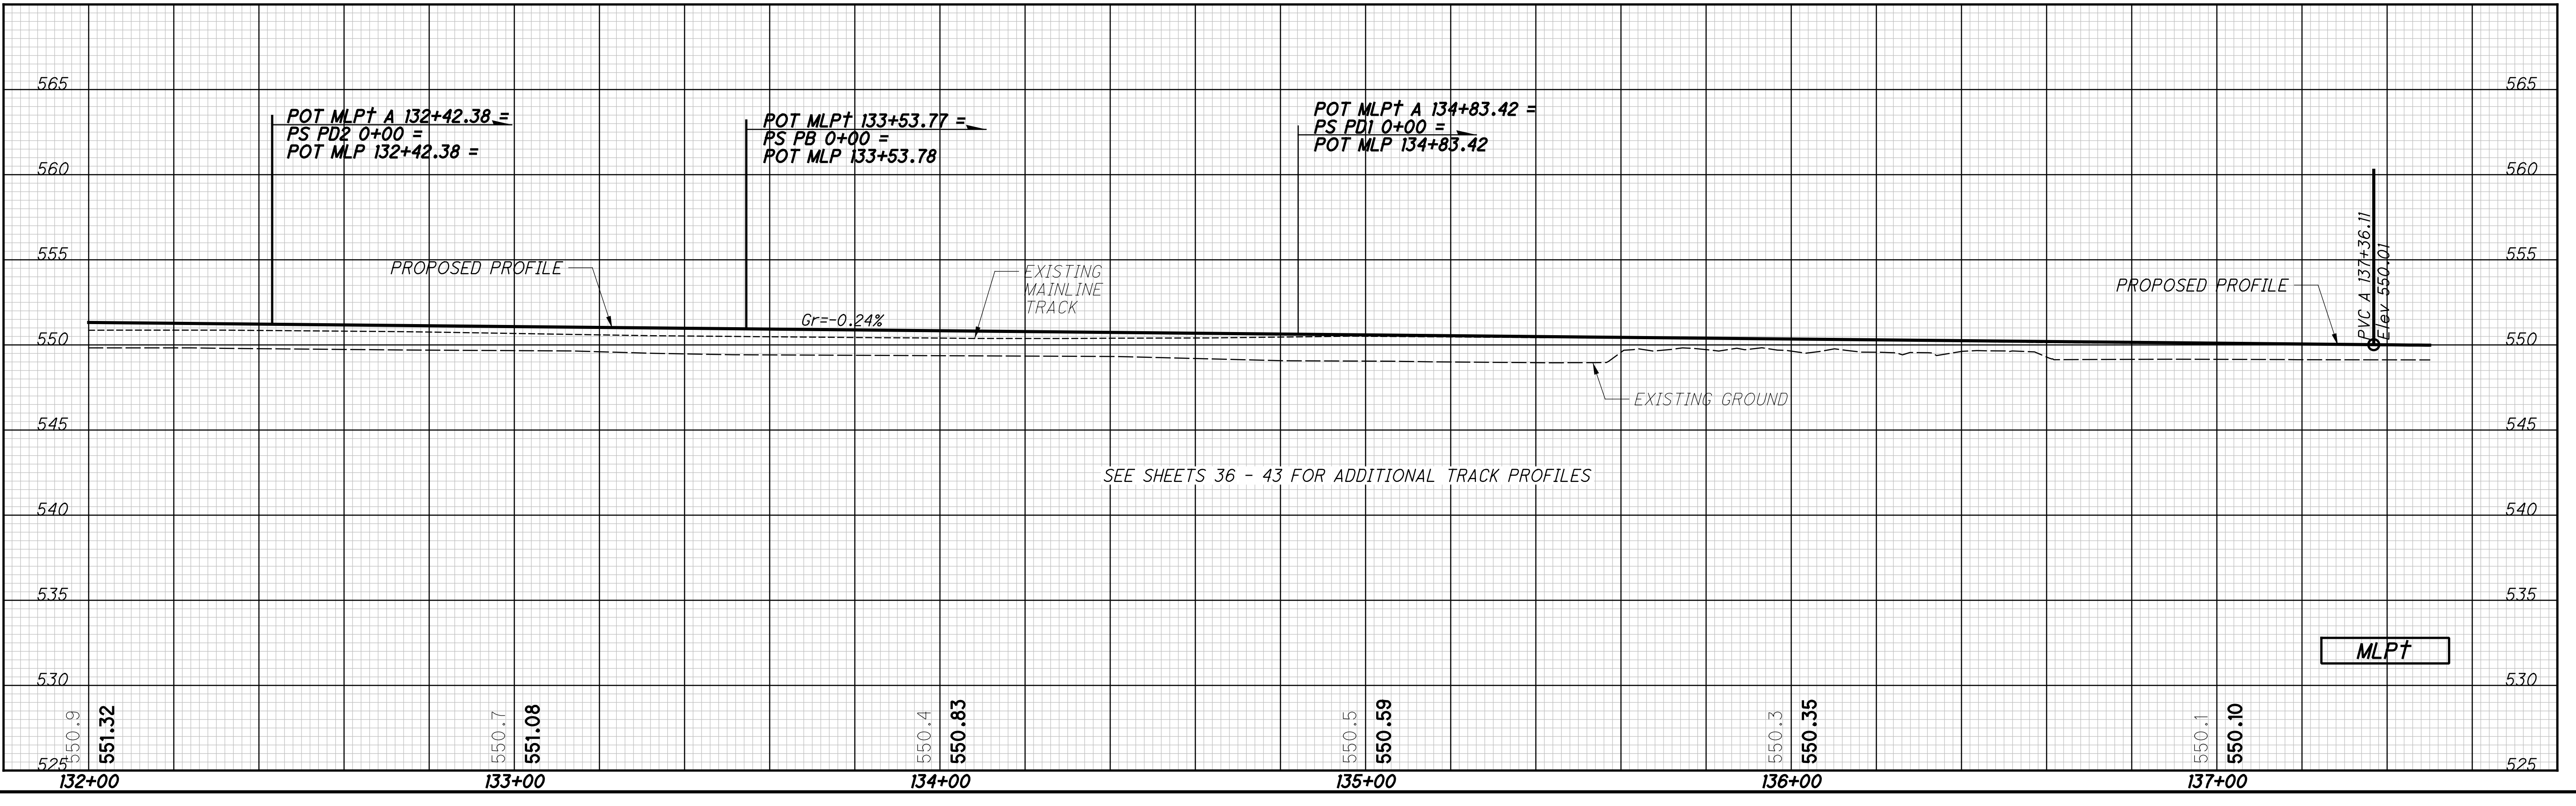 565
565
POT MLP† A 132+42.38 =
PS PD2 0+00 =
POT MLP 132+42.38 =
POT MLP† 133+53.77 =
PS PB 0+00 =
POT MLP 133+53.78
POT MLP† A 134+83.42 =
PS PD1 0+00 =
POT MLP 134+83.42
560
560
555
555
PROPOSED PROFILE
EXISTING
MAINLINE
TRACK
PROPOSED PROFILE
PVC A 137+36.11
Elev 550.01
Gr=-0.24%
550
550
EXISTING GROUND
545
545
SEE SHEETS 36 - 43 FOR ADDITIONAL TRACK PROFILES
540
540
535
535
MLP†
530
530
550.9
551.32
550.7
551.08
550.4
550.83
550.5
550.59
550.3
550.35
550.1
550.10
525
525
132+00
133+00
134+00
135+00
136+00
137+00